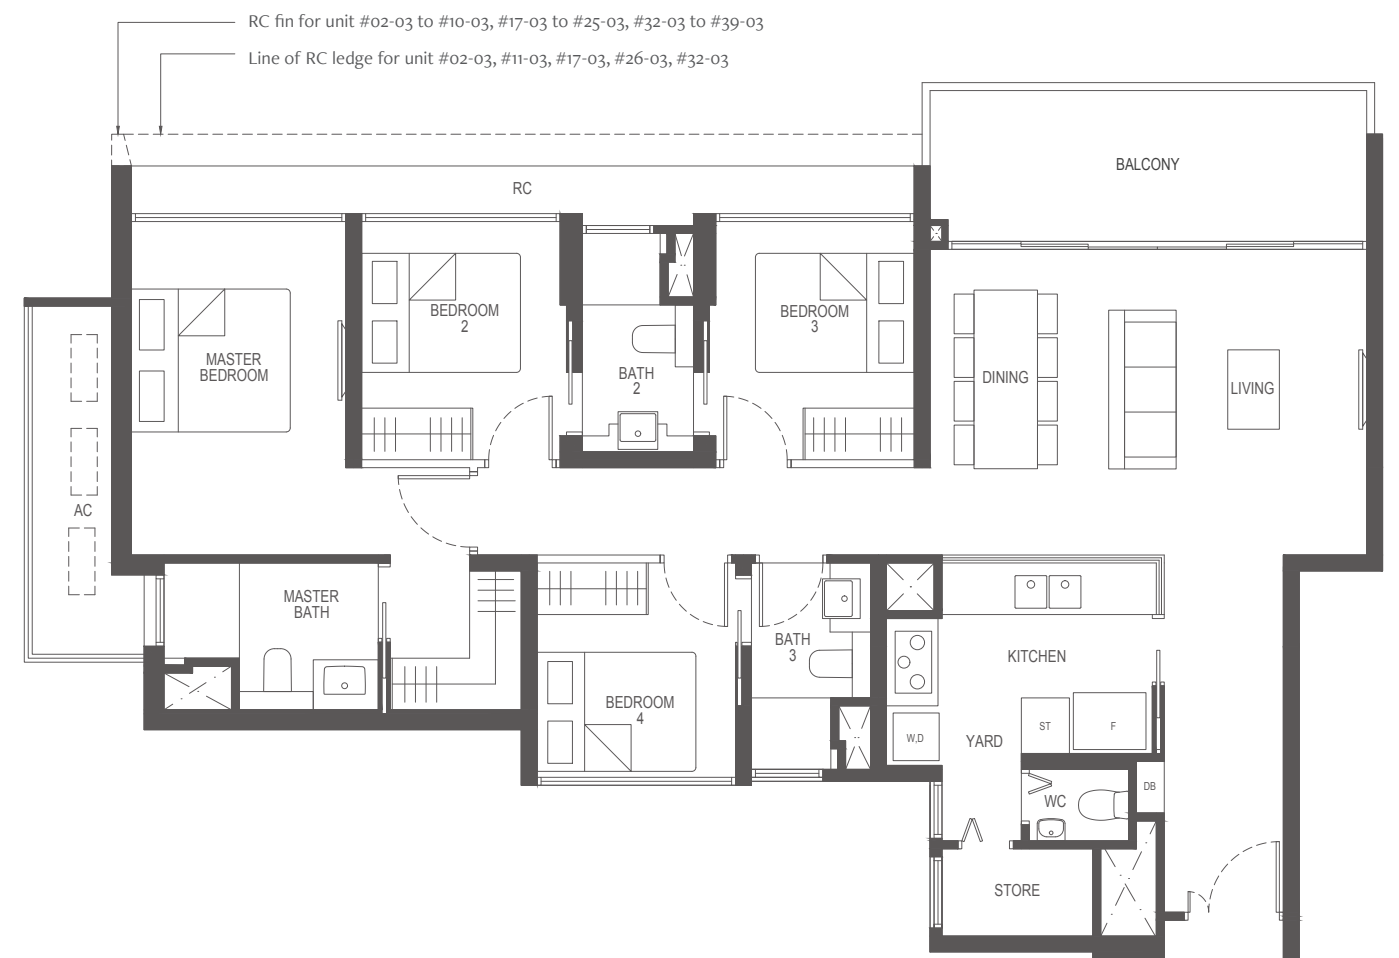 RC fin for unit #02-03 to #10-03, #17-03 to #25-03, #32-03 to #39-03
Line of RC ledge for unit #02-03, #11-03, #17-03, #26-03, #32-03
BALCONY
RC
BEDROOM
2
BEDROOM
3
MASTER
BEDROOM
BATH
2
DINING
LIVING
AC
MASTER
BATH
BATH
3
KITCHEN
BEDROOM
4
ST
F
W,D
YARD
DB
WC
STORE